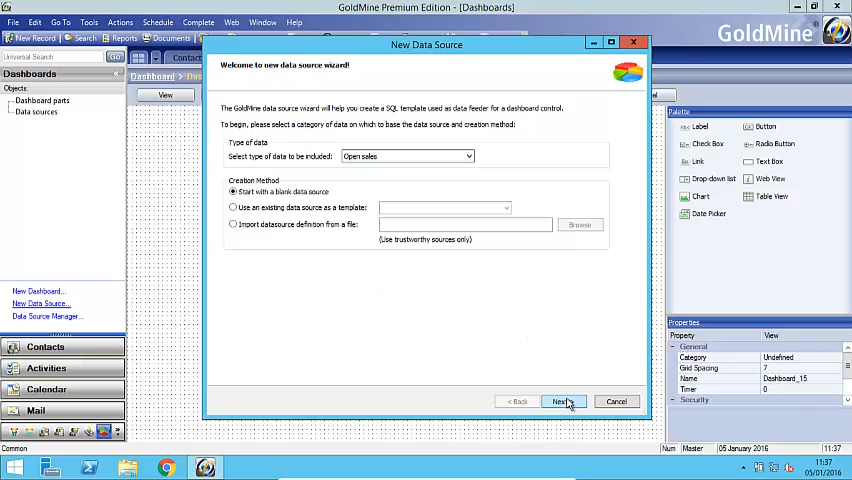 GoldMine Premium Edition - [Dashboards]
File Edit Go To Tools Actions Schedule Complete Web Window Help
New Record Search Reports Documents
GoldMine
Universal Search Go
Contact
Dashboards
Dashboard
Objects:
Dashboard parts
Data sources
View
New Data Source
Welcome to new data source wizard!
The GoldMine data source wizard will help you create a SQL template used as data feeder for a dashboard control.
To begin, please select a category of data on which to base the data source and creation method:
Type of data
Select type of data to be included: Open sales
Creation Method
Start with a blank data source
Use an existing data source as a template:
Import datasource definition from a file: Browse
(Use trustworthy sources only)
< Back Next Cancel
Palette
Label Button
Check Box Radio Button
Link Text Box
Drop-down list Web View
Chart Table View
Date Picker
New Dashboard...
New Data Source...
Data Source Manager...
Contacts
Activities
Calendar
Mail
Properties
Property View
General
Category Undefined
Grid Spacing 7
Name Dashboard_15
Timer 0
Security
Common
Num Master 05 January 2016 11:37
11:37
05/01/2016